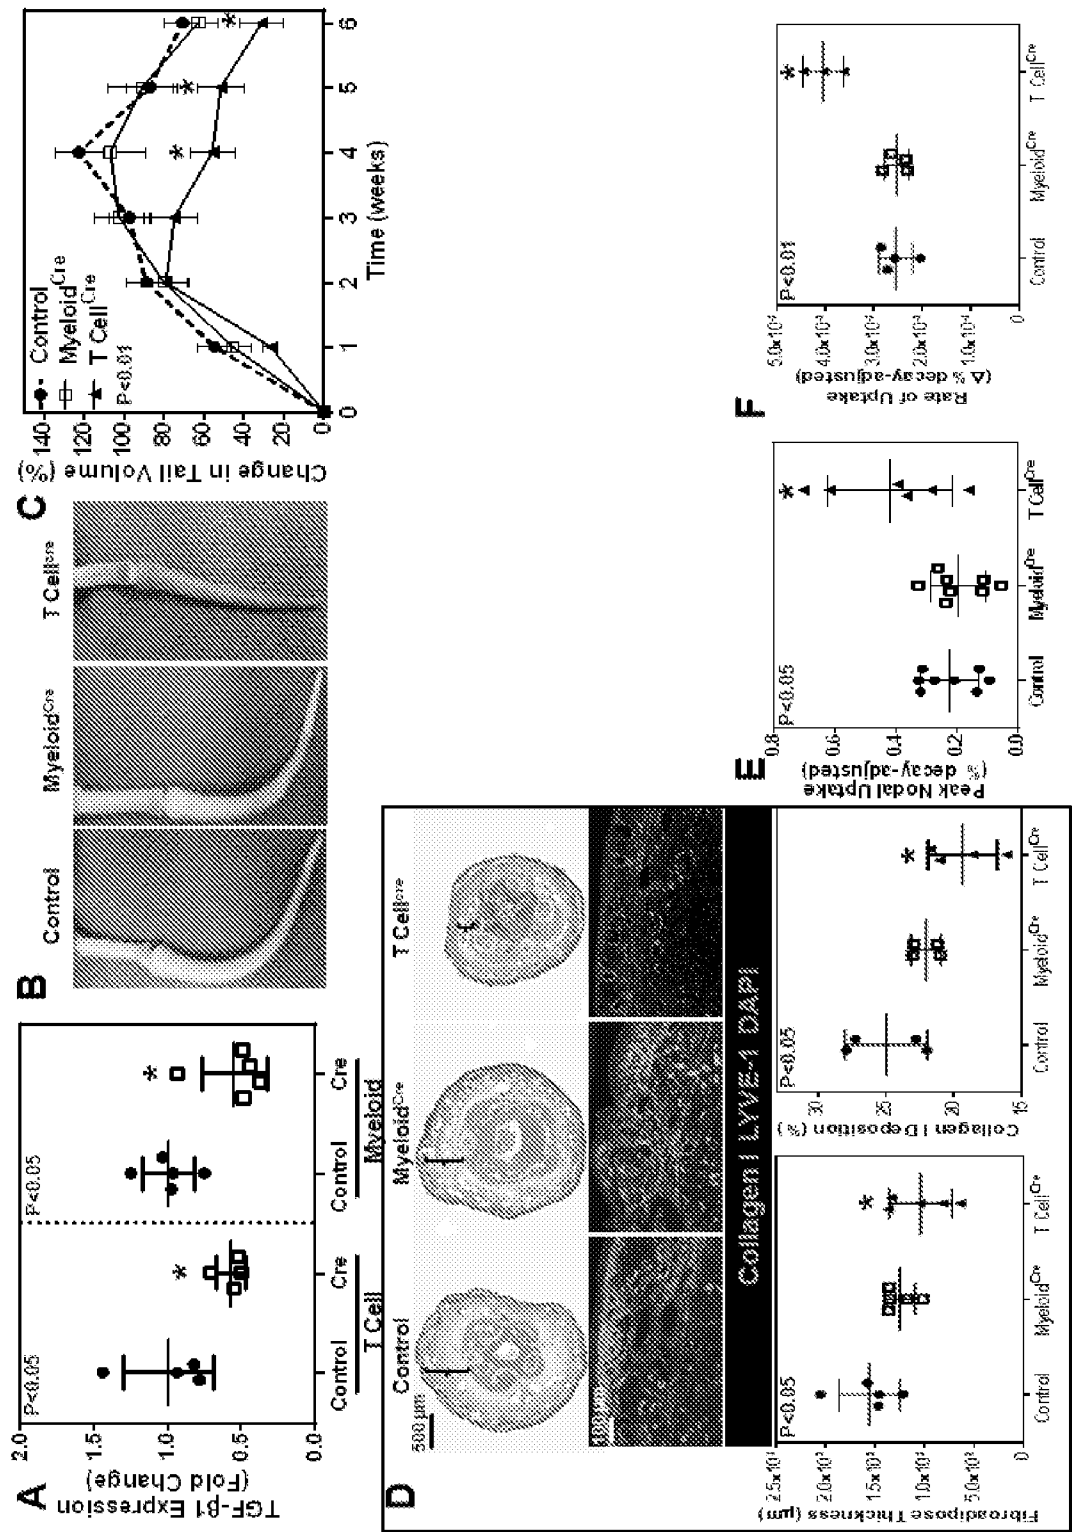 A
TGF-β1 Expression
(Fold Change)
2.0
1.5
1.0
0.5
0.0
P<0.05
P<0.05
*
*
Control
Cre
Control
Cre
T Cell
Myeloid
B
Control
Myeloid^Cre
T Cell^cre
C
Change in Tail Volume (%)
140
120
100
80
60
40
20
0
Control
Myeloid^Cre
T Cell^Cre
P<0.01
*
*
*
0
1
2
3
4
5
6
Time (weeks)
D
Control
Myeloid^Cre
T Cell^cre
500 µm
Collagen I LYVE-1 DAPI
Fibroadipose Thickness
(µm)
P<0.05
*
0
Control
Myeloid^Cre
T Cell^Cre
Collagen I Deposition (%)
30
25
20
15
P<0.05
*
Control
Myeloid^Cre
T Cell^Cre
E
Peak Nodal Uptake
(% decay-adjusted)
0.8
0.6
0.4
0.2
0.0
P<0.05
*
Control
Myeloid^Cre
T Cell^Cre
F
Rate of Uptake
(Δ% decay-adjusted)
0
P<0.01
*
Control
Myeloid^Cre
T Cell^Cre